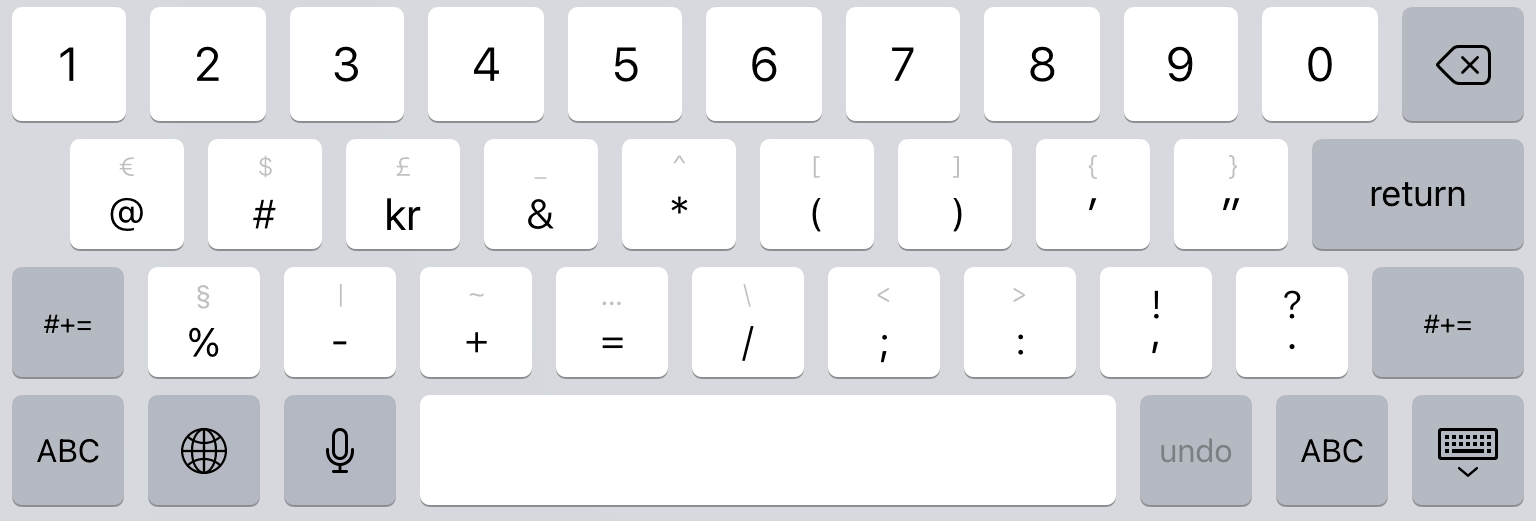 1 2 3 4 5 6 7 8 9 0
€ $ £ _ ^ [ ] { }
@ # kr & * ( ) ′ ″ return
§ | ~ … \ < > ! ?
#+= % - + = / ; : , . #+=
ABC undo ABC